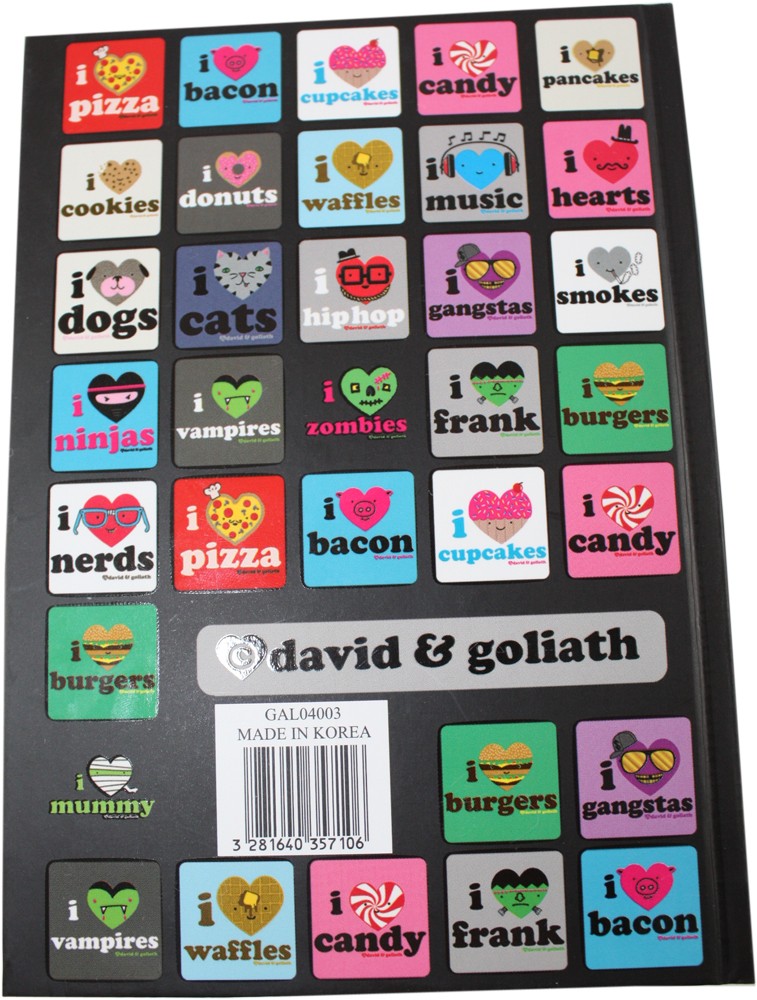 i pizza
i bacon
i cupcakes
i candy
i pancakes
i cookies
i donuts
i waffles
i music
i hearts
i dogs
i cats
i hip hop
i gangstas
i smokes
i ninjas
i vampires
i zombies
i frank
i burgers
i nerds
i pizza
i bacon
i cupcakes
i candy
i burgers
© david & goliath
GAL04003
MADE IN KOREA
3 281640 357106
i mummy
i burgers
i gangstas
i vampires
i waffles
i candy
i frank
i bacon